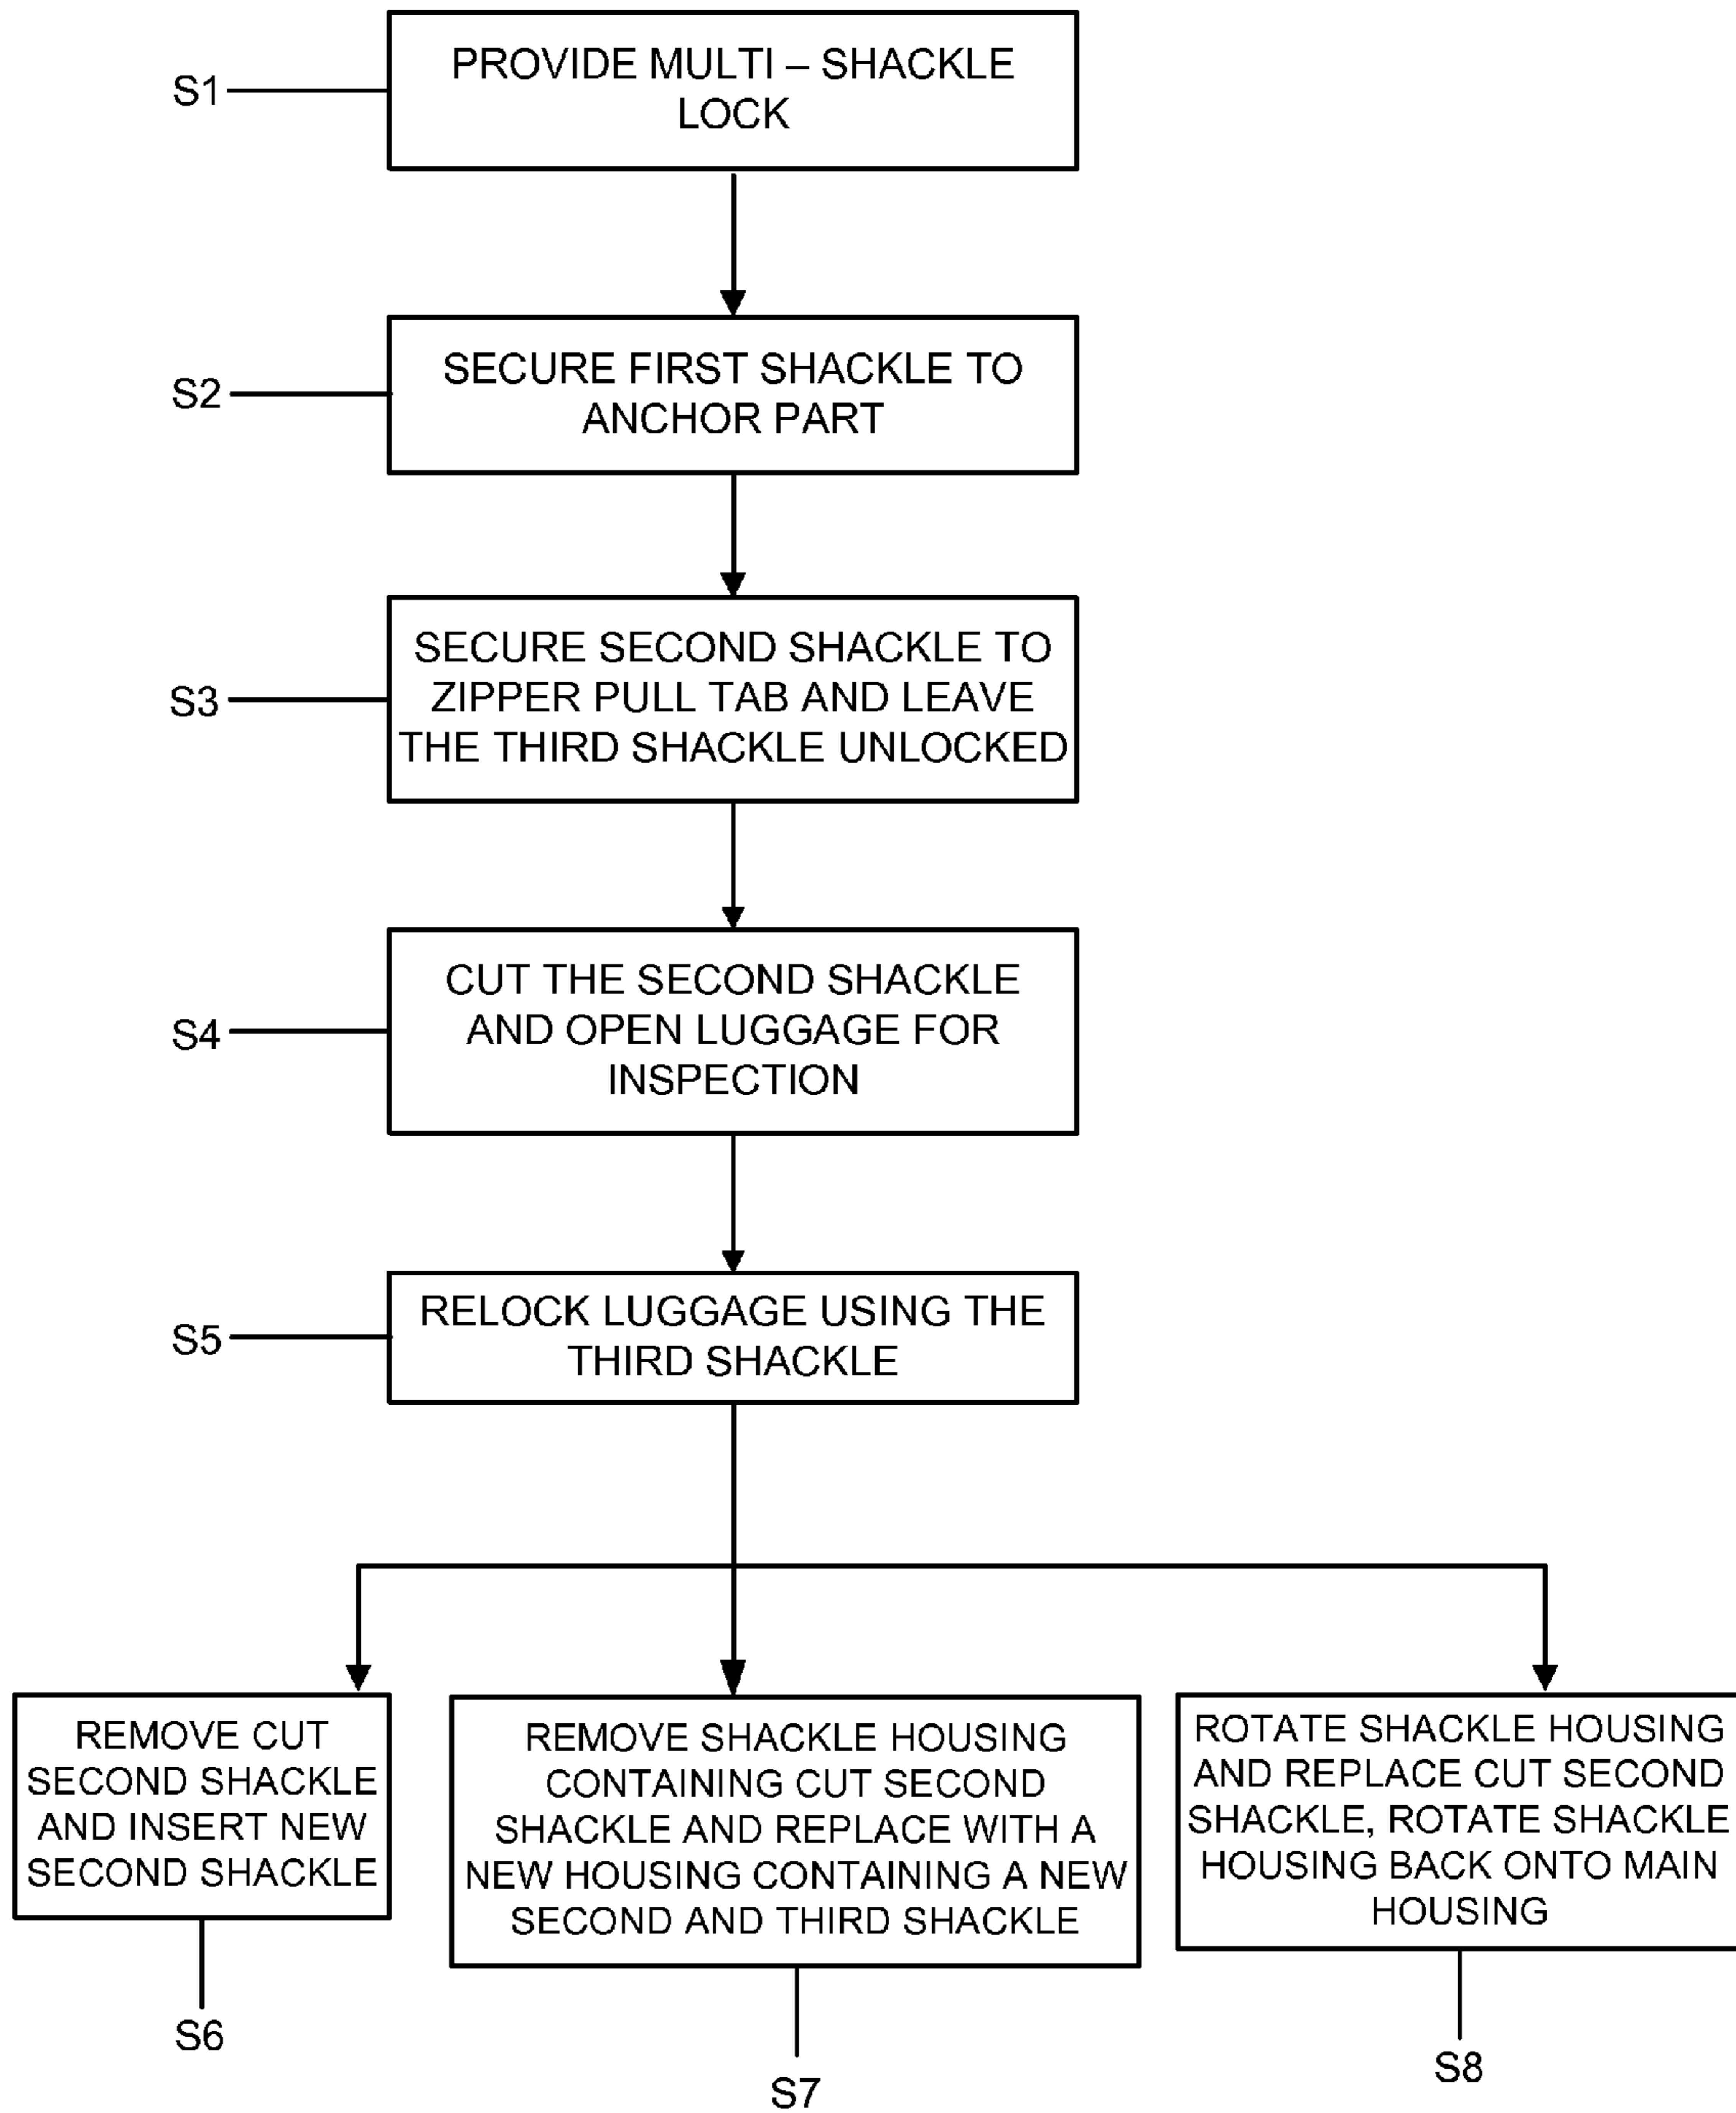 S1
PROVIDE MULTI – SHACKLE
LOCK
S2
SECURE FIRST SHACKLE TO
ANCHOR PART
S3
SECURE SECOND SHACKLE TO
ZIPPER PULL TAB AND LEAVE
THE THIRD SHACKLE UNLOCKED
S4
CUT THE SECOND SHACKLE
AND OPEN LUGGAGE FOR
INSPECTION
S5
RELOCK LUGGAGE USING THE
THIRD SHACKLE
REMOVE CUT
SECOND SHACKLE
AND INSERT NEW
SECOND SHACKLE
S6
REMOVE SHACKLE HOUSING
CONTAINING CUT SECOND
SHACKLE AND REPLACE WITH A
NEW HOUSING CONTAINING A NEW
SECOND AND THIRD SHACKLE
S7
ROTATE SHACKLE HOUSING
AND REPLACE CUT SECOND
SHACKLE, ROTATE SHACKLE
HOUSING BACK ONTO MAIN
HOUSING
S8